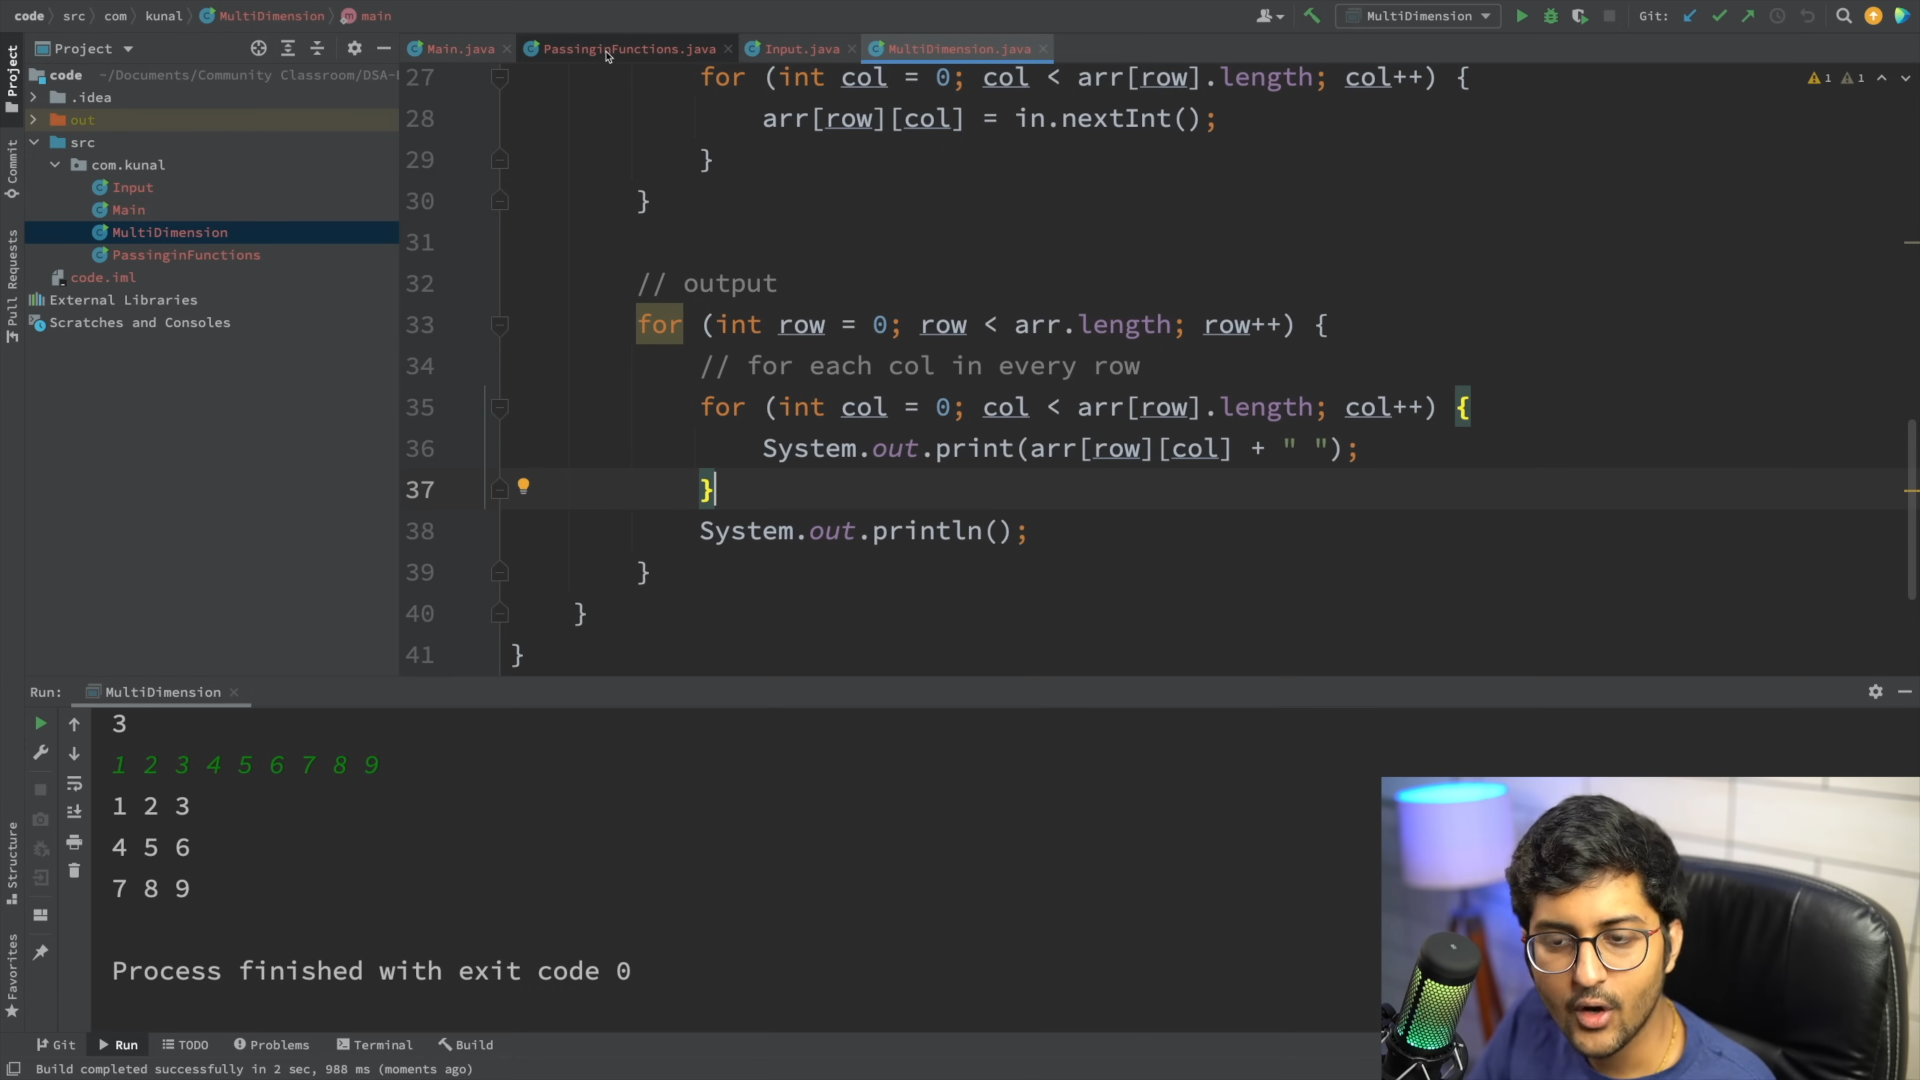 code src com kunal MultiDimension main
MultiDimension
Git:
Project
Main.java
PassinginFunctions.java
Input.java
MultiDimension.java
code ~/Documents/Community Classroom/DSA-
.idea
out
src
com.kunal
Input
Main
MultiDimension
PassinginFunctions
code.iml
External Libraries
Scratches and Consoles
Project
Commit
Pull Requests
Structure
Favorites
1 1
27 for (int col = 0; col < arr[row].length; col++) {
28 arr[row][col] = in.nextInt();
29 }
30 }
31
32 // output
33 for (int row = 0; row < arr.length; row++) {
34 // for each col in every row
35 for (int col = 0; col < arr[row].length; col++) {
36 System.out.print(arr[row][col] + " ");
37 }
38 System.out.println();
39 }
40 }
41 }
Run: MultiDimension
3
1 2 3 4 5 6 7 8 9
1 2 3
4 5 6
7 8 9
Process finished with exit code 0
Git Run TODO Problems Terminal Build
Build completed successfully in 2 sec, 988 ms (moments ago)